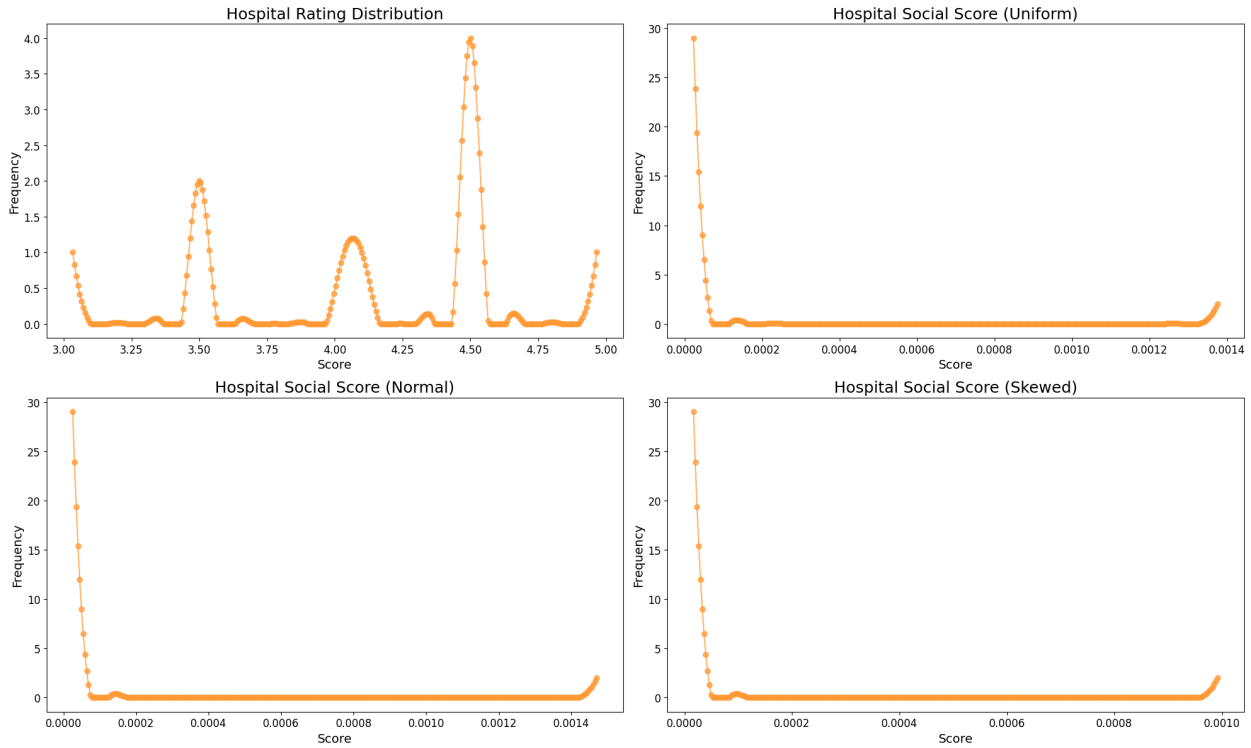 Hospital Rating Distribution
Frequency
4.0
3.5
3.0
2.5
2.0
1.5
1.0
0.5
0.0
3.00 3.25 3.50 3.75 4.00 4.25 4.50 4.75 5.00
Score
Hospital Social Score (Uniform)
Frequency
30
25
20
15
10
5
0
0.0000 0.0002 0.0004 0.0006 0.0008 0.0010 0.0012 0.0014
Score
Hospital Social Score (Normal)
Frequency
30
25
20
15
10
5
0
0.0000 0.0002 0.0004 0.0006 0.0008 0.0010 0.0012 0.0014
Score
Hospital Social Score (Skewed)
Frequency
30
25
20
15
10
5
0
0.0000 0.0002 0.0004 0.0006 0.0008 0.0010
Score